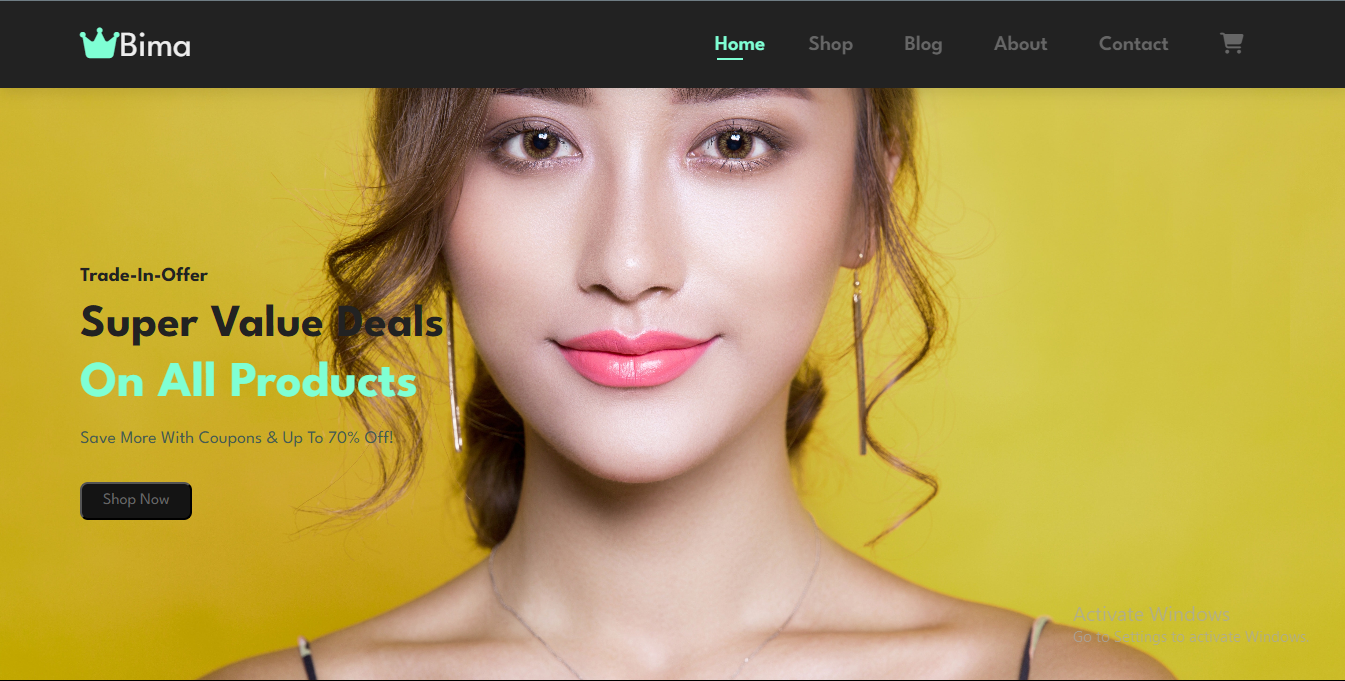 Bima
Home Shop Blog About Contact
Trade-In-Offer
Super Value Deals
On All Products
Save More With Coupons & Up To 70% Off!
Shop Now
Activate Windows
Go to Settings to activate Windows.